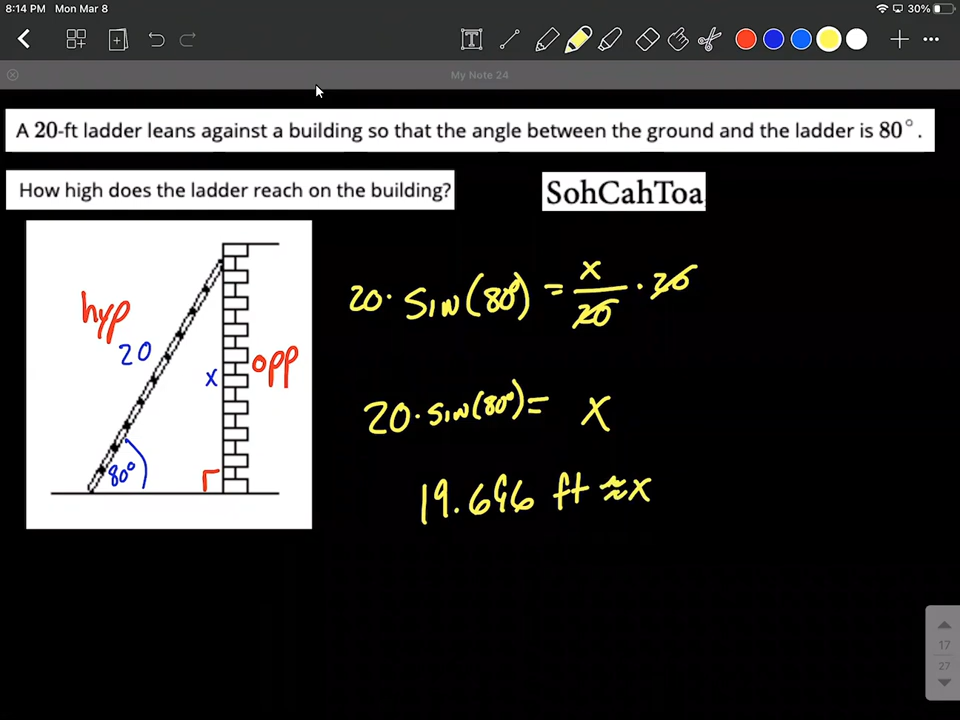 8:14 PM Mon Mar 8
30%
My Note 24
A 20-ft ladder leans against a building so that the angle between the ground and the ladder is 80°.
How high does the ladder reach on the building?
SohCahToa
hyp
20
x
opp
80°
20 · sin(80°) = x/20 · 20
20 · sin(80°) = x
19.696 ft ≈ x
17
27